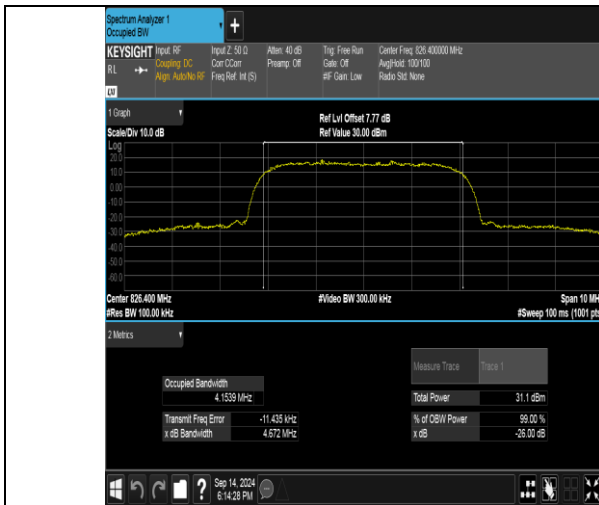 Spectrum Analyzer 1
Occupied BW
+
KEYSIGHT Input: RF Input Z: 50 Ω Atten: 40 dB Trig: Free Run Center Freq: 826.400000 MHz
RL Coupling: DC Corr CCorr Preamp: Off Gate: Off Avg|Hold: 100/100
Align: Auto/No RF Freq Ref: Int (S) #IF Gain: Low Radio Std: None
LXI
1 Graph
Ref Lvl Offset 7.77 dB
Scale/Div 10.0 dB Ref Value 30.00 dBm
Log
20.0
10.0
0.00
-10.0
-20.0
-30.0
-40.0
-50.0
-60.0
Center 826.400 MHz #Video BW 300.00 kHz Span 10 MH
#Res BW 100.00 kHz #Sweep 100 ms (1001 pts
2 Metrics
Measure Trace Trace 1
Occupied Bandwidth
4.1539 MHz Total Power 31.1 dBm
Transmit Freq Error -11.435 kHz % of OBW Power 99.00 %
x dB Bandwidth 4.672 MHz x dB -26.00 dB
? Sep 14, 2024
6:14:28 PM